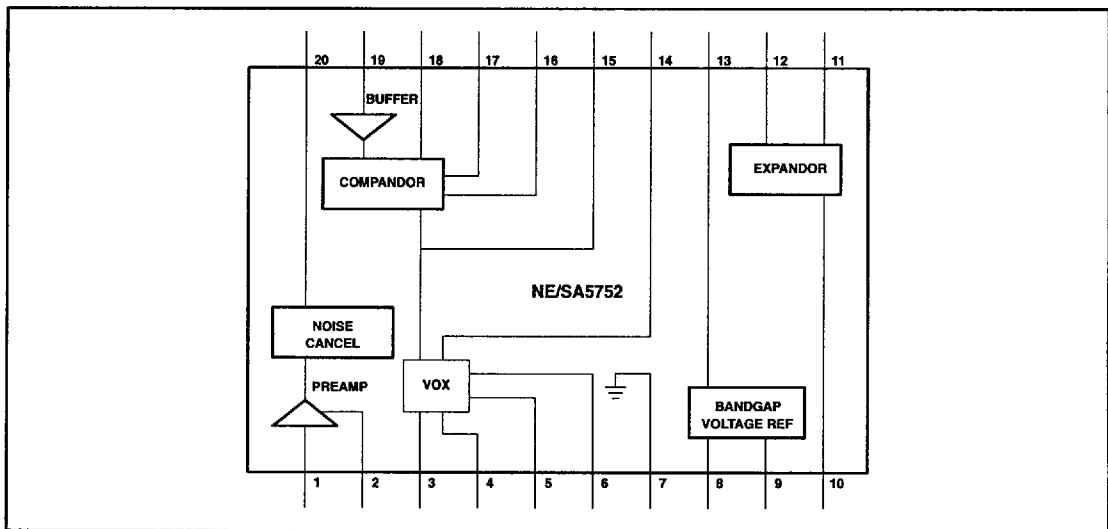 20 19 18 17 16 15 14 13 12 11
BUFFER
COMPANDOR
EXPANDOR
NE/SA5752
NOISE
CANCEL
PREAMP
VOX
BANDGAP
VOLTAGE REF
1 2 3 4 5 6 7 8 9 10